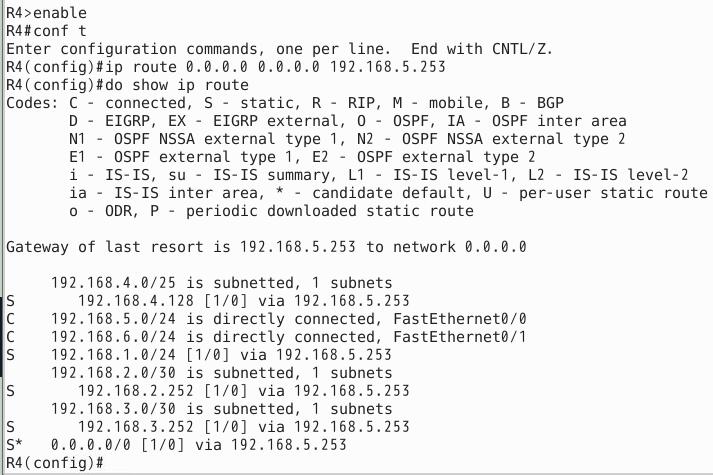 R4>enable
R4#conf t
Enter configuration commands, one per line.  End with CNTL/Z.
R4(config)#ip route 0.0.0.0 0.0.0.0 192.168.5.253
R4(config)#do show ip route
Codes: C - connected, S - static, R - RIP, M - mobile, B - BGP
       D - EIGRP, EX - EIGRP external, O - OSPF, IA - OSPF inter area
       N1 - OSPF NSSA external type 1, N2 - OSPF NSSA external type 2
       E1 - OSPF external type 1, E2 - OSPF external type 2
       i - IS-IS, su - IS-IS summary, L1 - IS-IS level-1, L2 - IS-IS level-2
       ia - IS-IS inter area, * - candidate default, U - per-user static route
       o - ODR, P - periodic downloaded static route

Gateway of last resort is 192.168.5.253 to network 0.0.0.0

     192.168.4.0/25 is subnetted, 1 subnets
S       192.168.4.128 [1/0] via 192.168.5.253
C    192.168.5.0/24 is directly connected, FastEthernet0/0
C    192.168.6.0/24 is directly connected, FastEthernet0/1
S    192.168.1.0/24 [1/0] via 192.168.5.253
     192.168.2.0/30 is subnetted, 1 subnets
S       192.168.2.252 [1/0] via 192.168.5.253
     192.168.3.0/30 is subnetted, 1 subnets
S       192.168.3.252 [1/0] via 192.168.5.253
S*   0.0.0.0/0 [1/0] via 192.168.5.253
R4(config)#